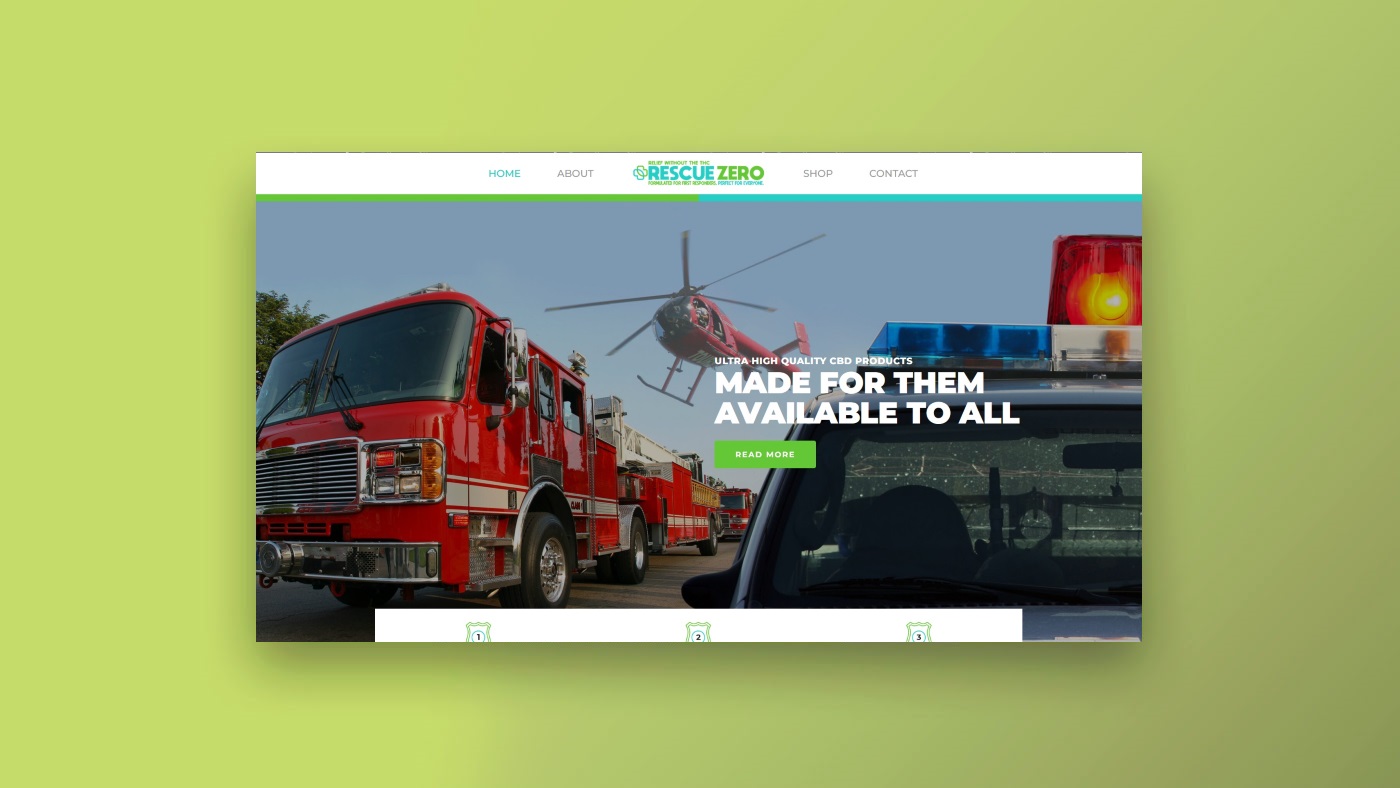 HOME
ABOUT
RELIEF WITHOUT THE THC
RESCUE ZERO
FORMULATED FOR FIRST RESPONDERS. PERFECT FOR EVERYONE.
SHOP
CONTACT
ULTRA HIGH QUALITY CBD PRODUCTS
MADE FOR THEM
AVAILABLE TO ALL
READ MORE
1
2
3